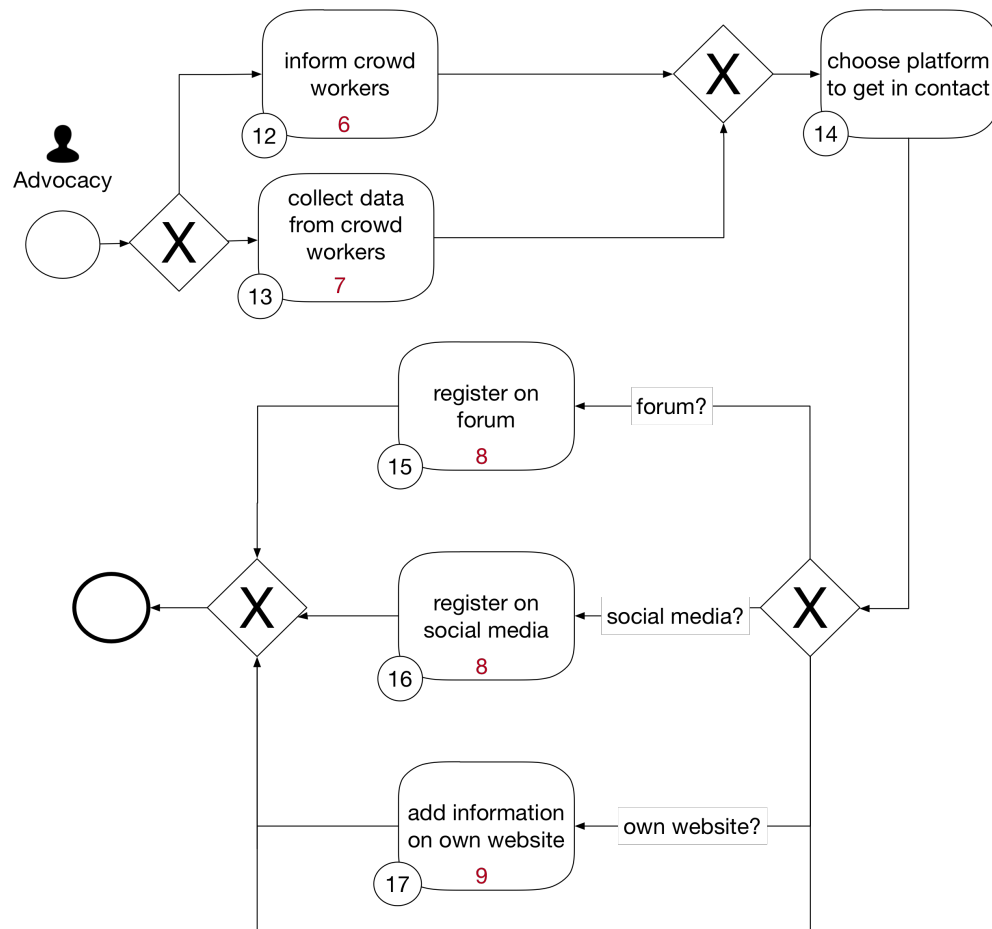 inform crowd
workers
6
12
X
choose platform
to get in contact
14
Advocacy
X
collect data
from crowd
workers
7
13
register on
forum
8
15
forum?
X
register on
social media
8
16
social media?
X
add information
on own website
9
17
own website?